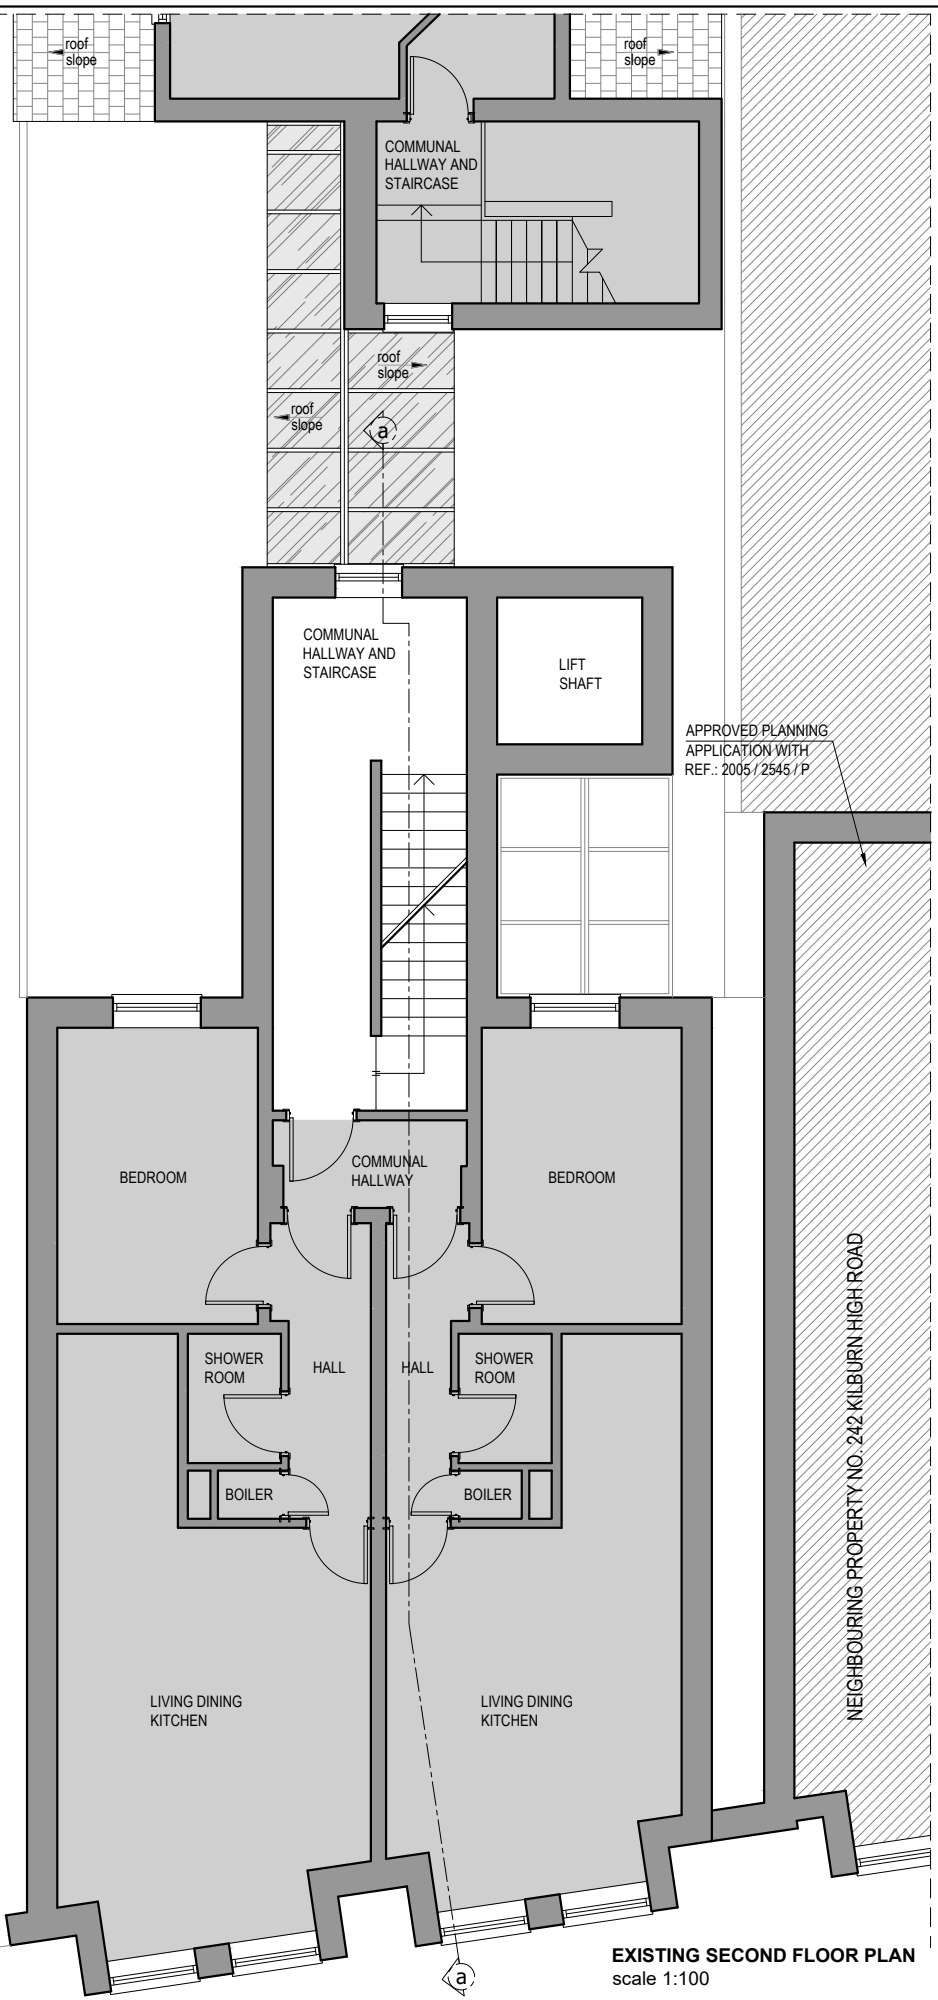 roof
slope
roof
slope
COMMUNAL
HALLWAY AND
STAIRCASE
roof
slope
roof
slope
a
COMMUNAL
HALLWAY AND
STAIRCASE
LIFT
SHAFT
APPROVED PLANNING
APPLICATION WITH
REF.: 2005 / 2545 / P
BEDROOM
COMMUNAL
HALLWAY
BEDROOM
SHOWER
ROOM
HALL
HALL
SHOWER
ROOM
BOILER
BOILER
NEIGHBOURING PROPERTY NO. 242 KILBURN HIGH ROAD
LIVING DINING
KITCHEN
LIVING DINING
KITCHEN
a
EXISTING SECOND FLOOR PLAN
scale 1:100